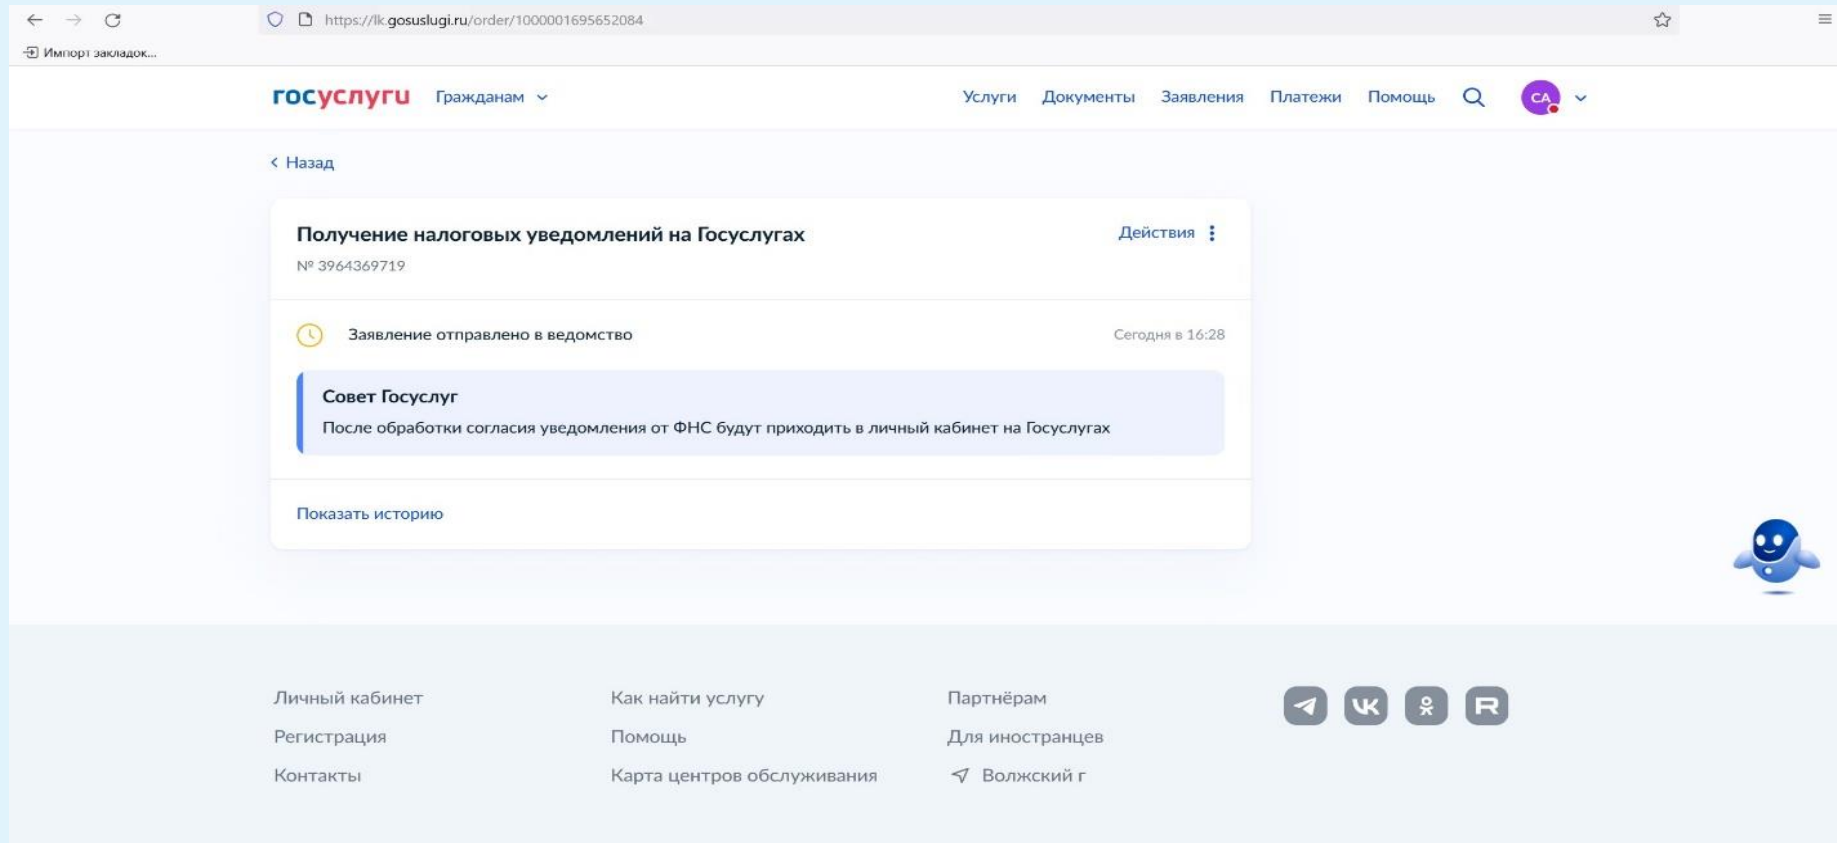 https://lk.gosuslugi.ru/order/1000001695652084
Импорт закладок...
госуслуги Гражданам Услуги Документы Заявления Платежи Помощь СА
Назад
Получение налоговых уведомлений на Госуслугах Действия
№ 3964369719
Заявление отправлено в ведомство Сегодня в 16:28
Совет Госуслуг
После обработки согласия уведомления от ФНС будут приходить в личный кабинет на Госуслугах
Показать историю
Личный кабинет Как найти услугу Партнёрам
Регистрация Помощь Для иностранцев
Контакты Карта центров обслуживания Волжский г